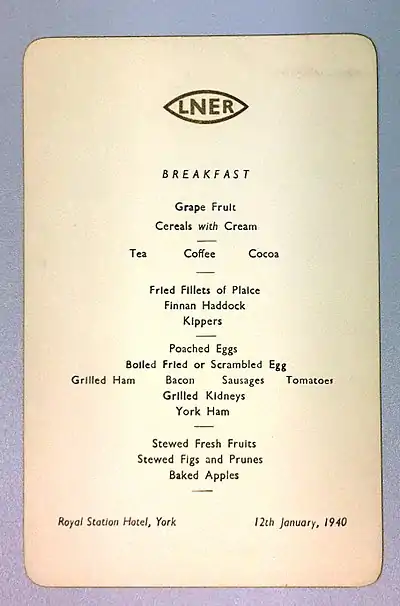 LNER
BREAKFAST
Grape Fruit
Cereals with Cream
Tea Coffee Cocoa
Fried Fillets of Plaice
Finnan Haddock
Kippers
Poached Eggs
Boiled Fried or Scrambled Egg
Grilled Ham Bacon Sausages Tomatoes
Grilled Kidneys
York Ham
Stewed Fresh Fruits
Stewed Figs and Prunes
Baked Apples
Royal Station Hotel, York 12th January, 1940